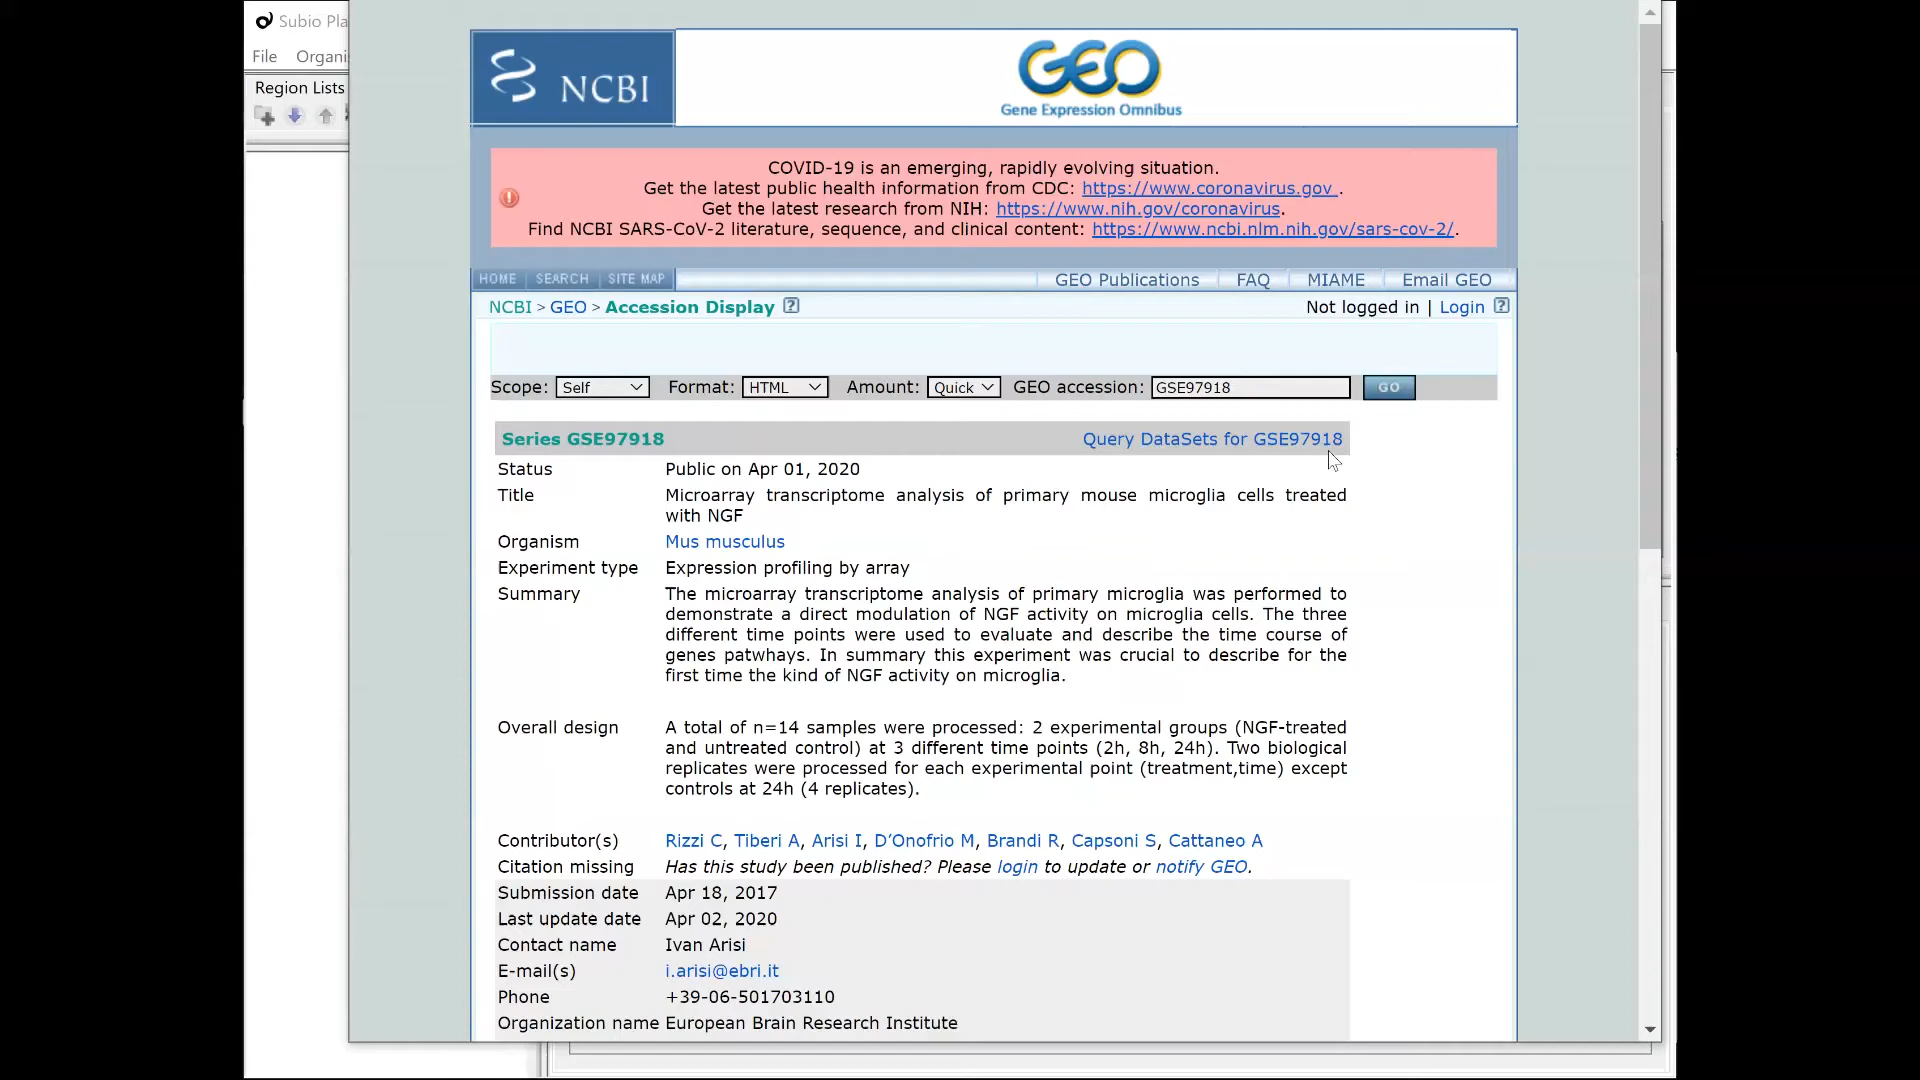 Subio Pla
File Organi
Region Lists
NCBI
GEO
Gene Expression Omnibus
COVID-19 is an emerging, rapidly evolving situation.
Get the latest public health information from CDC: https://www.coronavirus.gov .
Get the latest research from NIH: https://www.nih.gov/coronavirus.
Find NCBI SARS-CoV-2 literature, sequence, and clinical content: https://www.ncbi.nlm.nih.gov/sars-cov-2/.
HOME SEARCH SITE MAP GEO Publications FAQ MIAME Email GEO
NCBI > GEO > Accession Display ? Not logged in | Login ?
Scope: Self Format: HTML Amount: Quick GEO accession: GSE97918 GO
Series GSE97918 Query DataSets for GSE97918
Status Public on Apr 01, 2020
Title Microarray transcriptome analysis of primary mouse microglia cells treated
with NGF
Organism Mus musculus
Experiment type Expression profiling by array
Summary The microarray transcriptome analysis of primary microglia was performed to
demonstrate a direct modulation of NGF activity on microglia cells. The three
different time points were used to evaluate and describe the time course of
genes patwhays. In summary this experiment was crucial to describe for the
first time the kind of NGF activity on microglia.
Overall design A total of n=14 samples were processed: 2 experimental groups (NGF-treated
and untreated control) at 3 different time points (2h, 8h, 24h). Two biological
replicates were processed for each experimental point (treatment,time) except
controls at 24h (4 replicates).
Contributor(s) Rizzi C, Tiberi A, Arisi I, D’Onofrio M, Brandi R, Capsoni S, Cattaneo A
Citation missing Has this study been published? Please login to update or notify GEO.
Submission date Apr 18, 2017
Last update date Apr 02, 2020
Contact name Ivan Arisi
E-mail(s) i.arisi@ebri.it
Phone +39-06-501703110
Organization name European Brain Research Institute